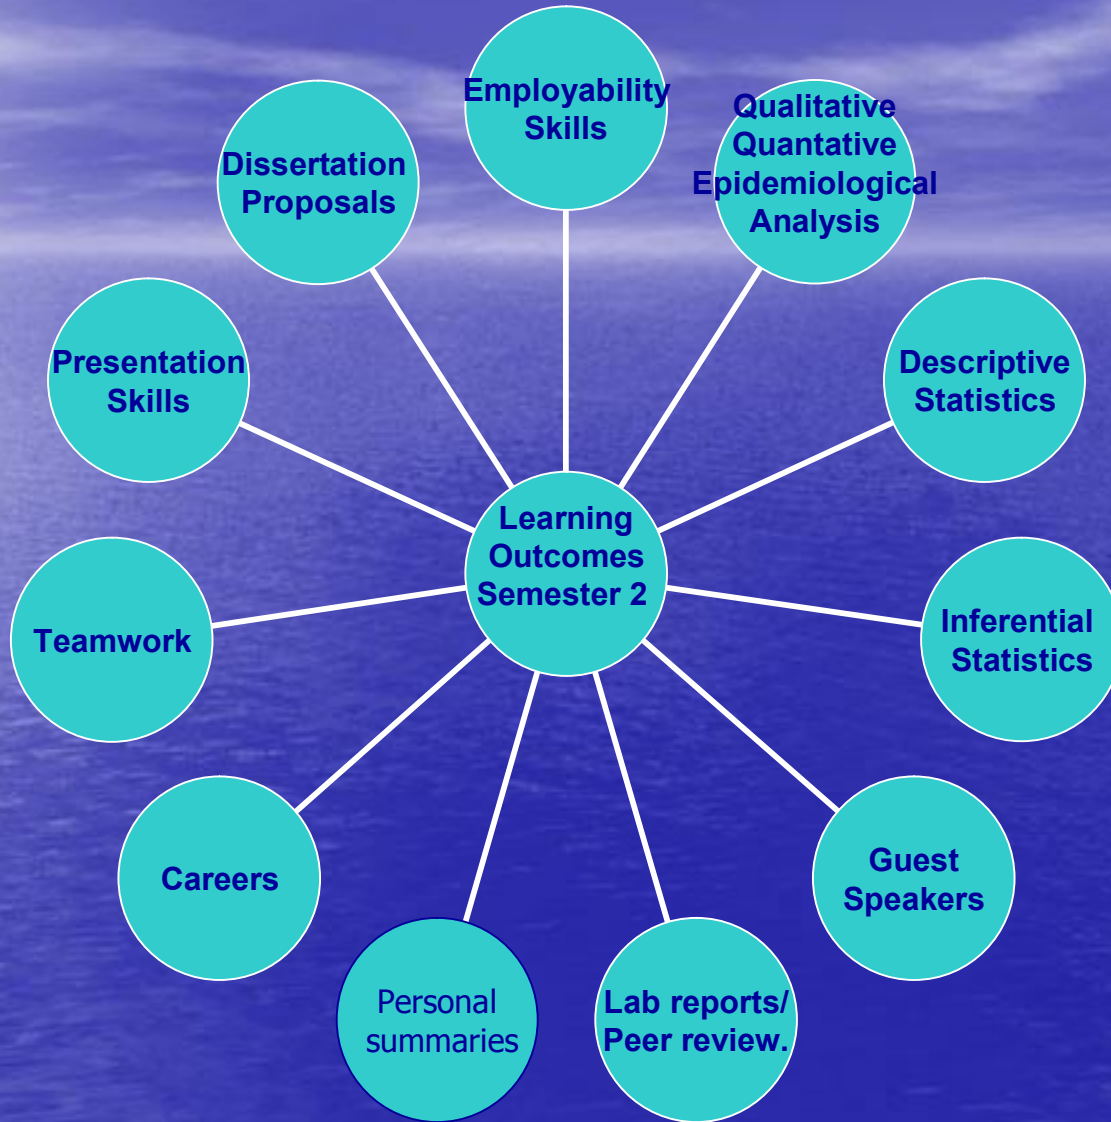 Employability
Skills
Qualitative
Quantative
Epidemiological
Analysis
Descriptive
Statistics
Inferential
Statistics
Guest
Speakers
Lab reports/
Peer review.
Personal
summaries
Careers
Teamwork
Presentation
Skills
Dissertation
Proposals
Learning
Outcomes
Semester 2